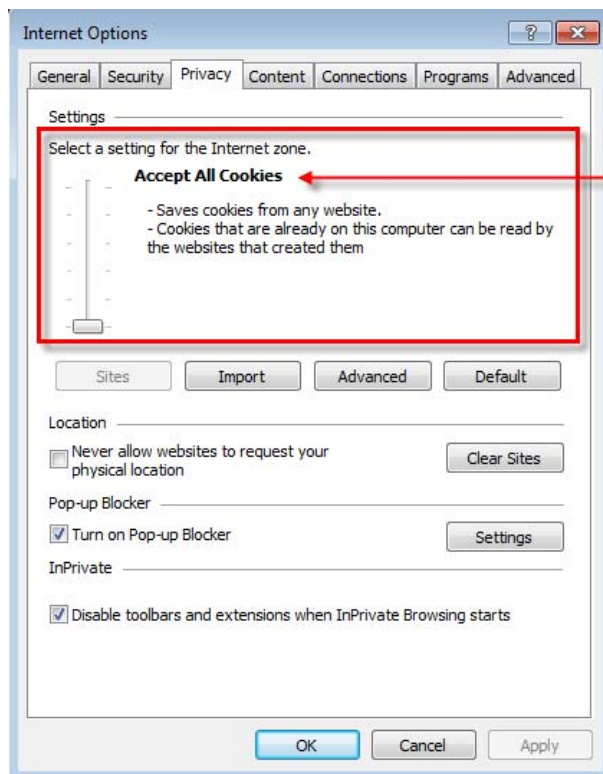 Internet Options
General Security Privacy Content Connections Programs Advanced
Settings
Select a setting for the Internet zone.
Accept All Cookies
- Saves cookies from any website.
- Cookies that are already on this computer can be read by
the websites that created them
Sites Import Advanced Default
Location
Never allow websites to request your
physical location
Clear Sites
Pop-up Blocker
Turn on Pop-up Blocker
Settings
InPrivate
Disable toolbars and extensions when InPrivate Browsing starts
OK Cancel Apply